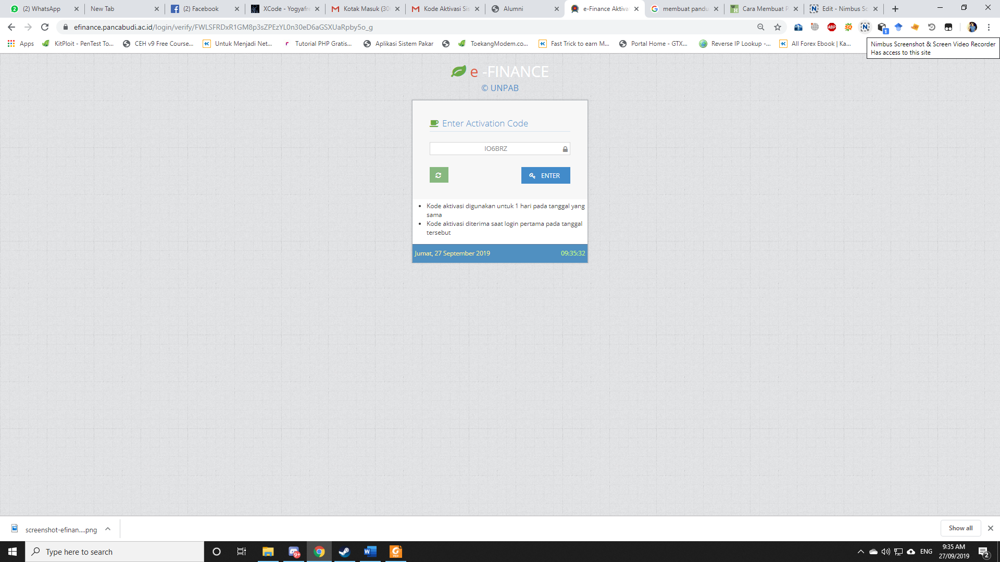 (2) WhatsApp
New Tab
(2) Facebook
XCode - Yogyafre
Kotak Masuk (30
Kode Aktivasi Sis
Alumni
e-Finance Aktiva
membuat pandu
Cara Membuat P
Edit - Nimbus Sc
efinance.pancabudi.ac.id/login/verify/FWLSFRDxR1GM8p3sZPEzYL0n30eD6aGSXUaRpby5o_g
ABP
1
Apps
KitPloit - PenTest To...
CEH v9 Free Course...
Untuk Menjadi Net...
Tutorial PHP Gratis...
Aplikasi Sistem Pakar
ToekangModem.co...
Fast Trick to earn M...
Portal Home - GTX...
Reverse IP Lookup -...
All Forex Ebook | Ka...
Nimbus Screenshot & Screen Video Recorder
Has access to this site
e -FINANCE
© UNPAB
Enter Activation Code
IO6BRZ
ENTER
Kode aktivasi digunakan untuk 1 hari pada tanggal yang
sama
Kode aktivasi diterima saat login pertama pada tanggal
tersebut
Jumat, 27 September 2019
09:35:32
screenshot-efinan....png
Show all
Type here to search
9+
ENG
9:35 AM
27/09/2019
2